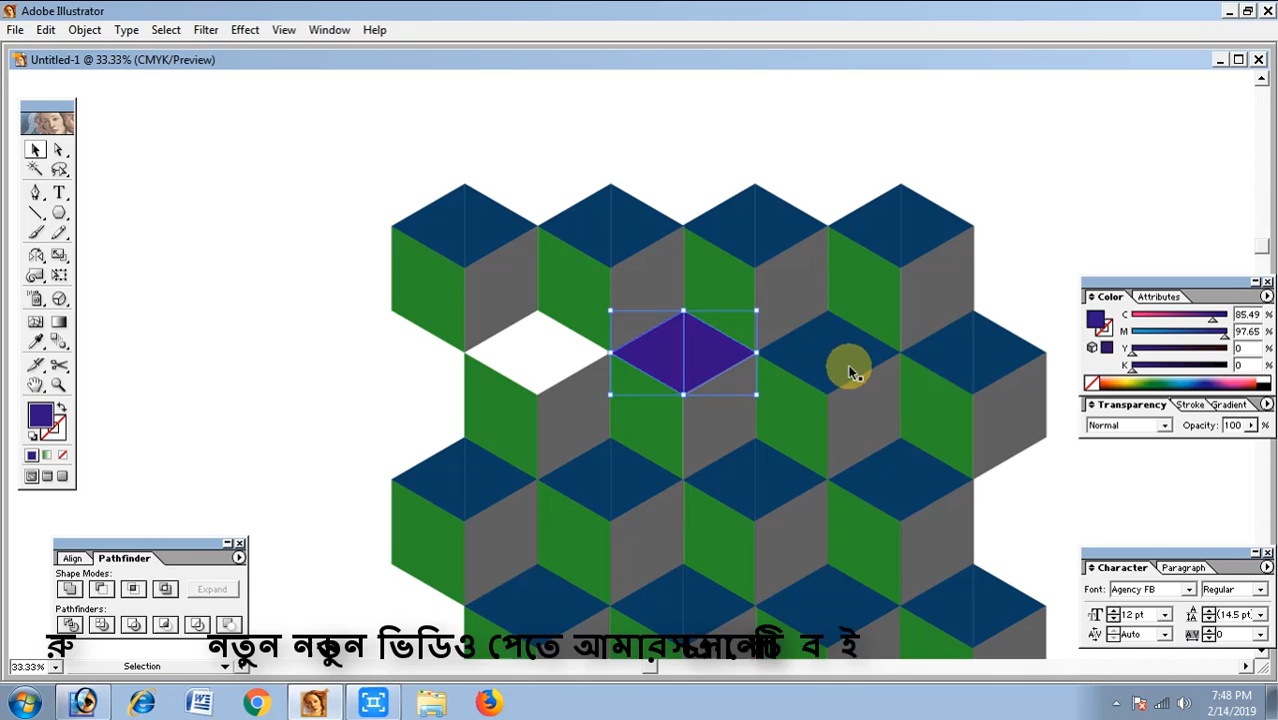 Adobe Illustrator
File Edit Object Type Select Filter Effect View Window Help
Untitled-1 @ 33.33% (CMYK/Preview)
Color Attributes
C 85.49
M 97.65
Y 0
K 0 %
Transparency Stroke Gradient
Normal Opacity: 100 %
Align Pathfinder
Shape Modes:
Expand
Pathfinders:
Character Paragraph
Font: Agency FB Regular
12 pt (14.5 pt)
Auto 0
নতুন ভিডিও পেতে আমার
33.33% Selection
7:48 PM
2/14/2019